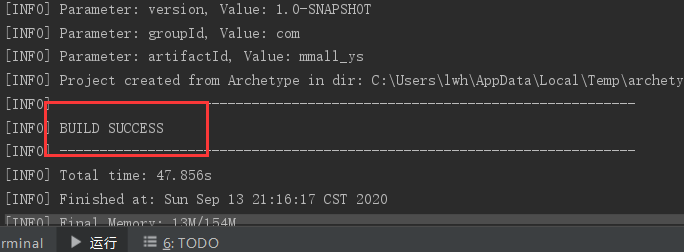 [INFO] Parameter: version, Value: 1.0-SNAPSHOT
[INFO] Parameter: groupId, Value: com
[INFO] Parameter: artifactId, Value: mmall_ys
[INFO] Project created from Archetype in dir: C:\Users\lwh\AppData\Local\Temp\archety
[INFO] ------------------------------------------------------------------------
[INFO] BUILD SUCCESS
[INFO] ------------------------------------------------------------------------
[INFO] Total time: 47.856s
[INFO] Finished at: Sun Sep 13 21:16:17 CST 2020
[INFO] Final Memory: 13M/154M
rminal 运行 6: TODO